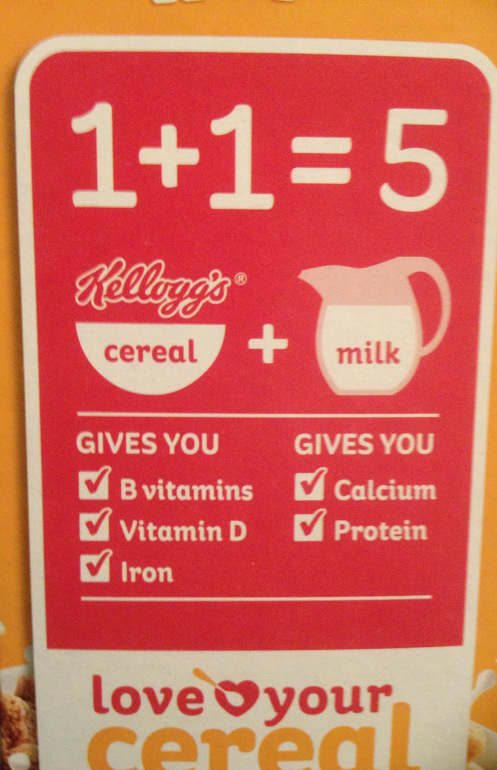 1+1=5
Kellogg's®
cereal + milk
GIVES YOU GIVES YOU
B vitamins Calcium
Vitamin D Protein
Iron
love your
cereal